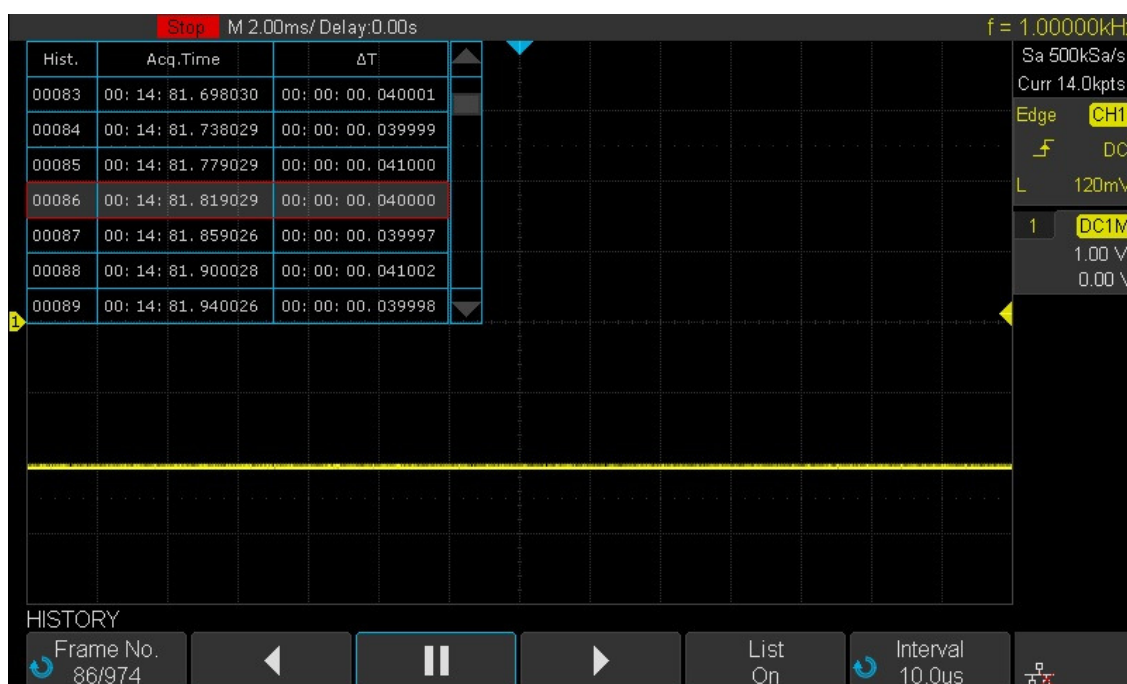 Stop M 2.00ms/ Delay:0.00s f = 1.00000kHz
Hist. Acq.Time ΔT
00083 00: 14: 81. 698030 00: 00: 00. 040001
00084 00: 14: 81. 738029 00: 00: 00. 039999
00085 00: 14: 81. 779029 00: 00: 00. 041000
00086 00: 14: 81. 819029 00: 00: 00. 040000
00087 00: 14: 81. 859026 00: 00: 00. 039997
00088 00: 14: 81. 900028 00: 00: 00. 041002
00089 00: 14: 81. 940026 00: 00: 00. 039998
Sa 500kSa/s
Curr 14.0kpts
Edge CH1
DC
L 120mV
1 DC1M
1.00 V
0.00 V
1
HISTORY
Frame No. List Interval
86/974 On 10.0us